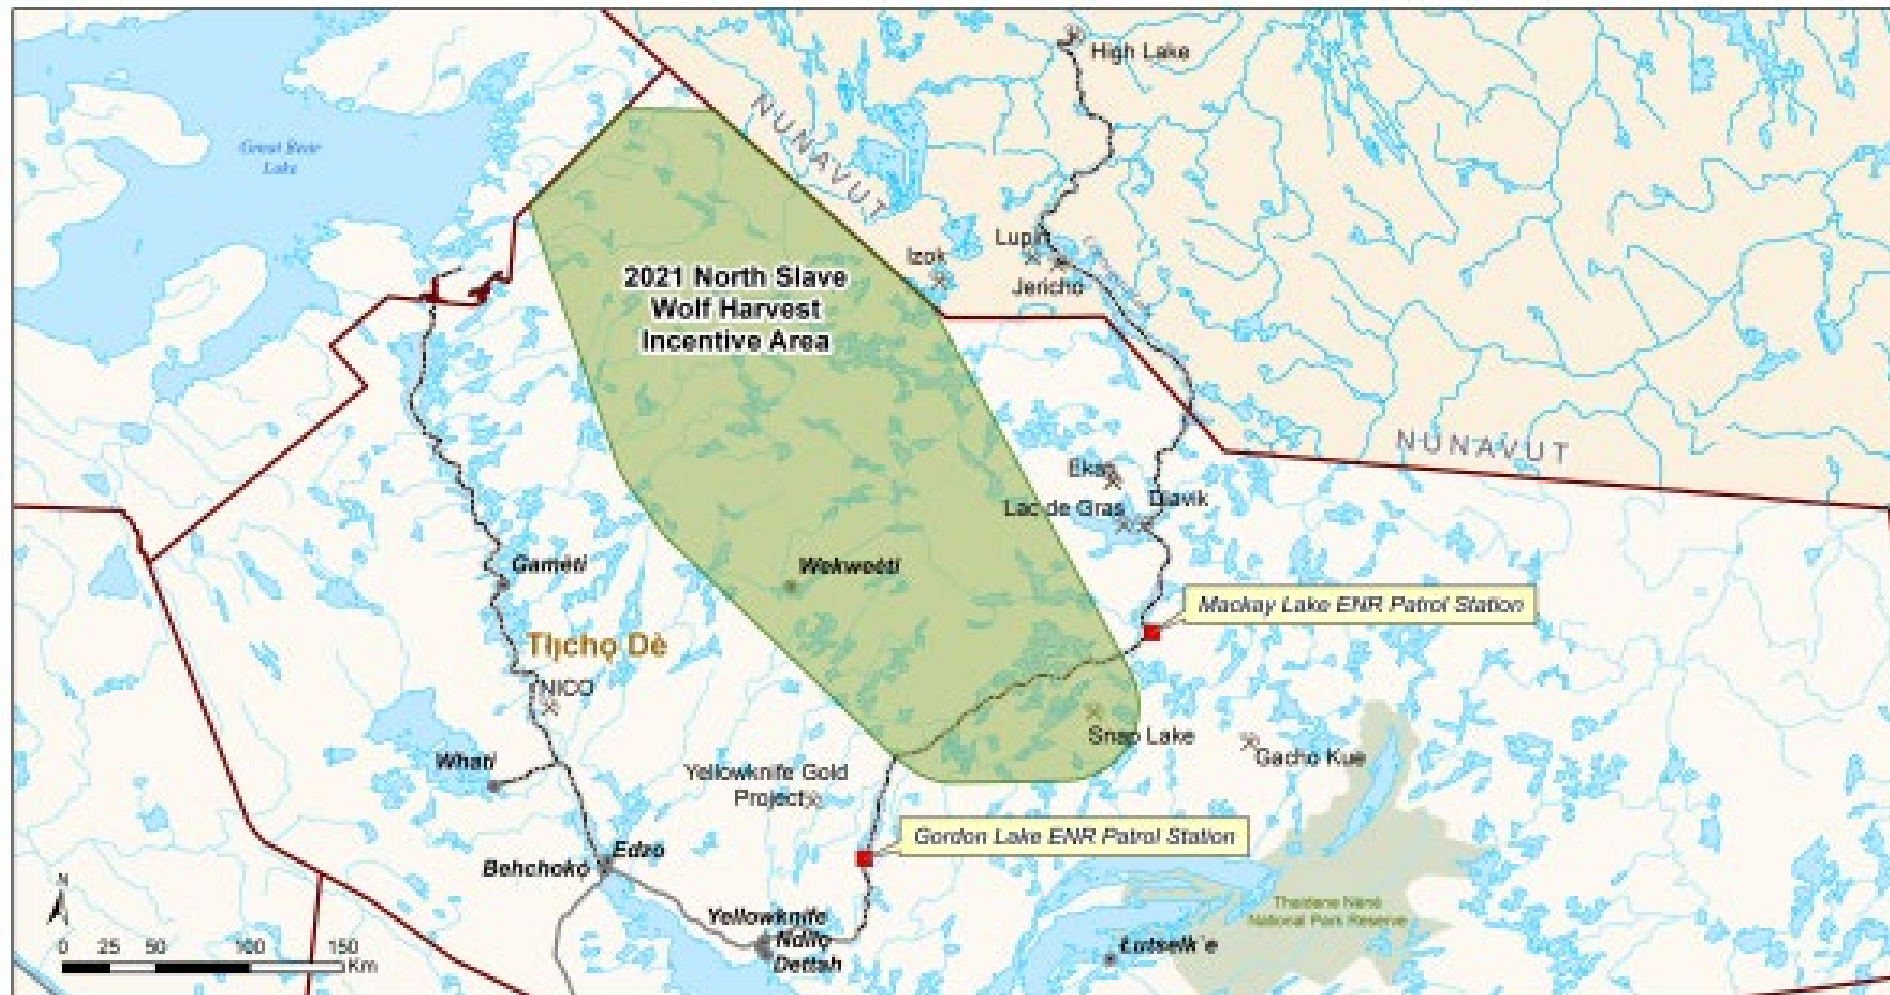 High Lake
NUNAVUT
Great Bear
Lake
Lupin
Izok
Jericho
2021 North Slave
Wolf Harvest
Incentive Area
NUNAVUT
Ekati
Diavik
Lac de Gras
Gamètì
Wekweètì
Mackay Lake ENR Patrol Station
Tłı̨chǫ Dè
NICO
Snap Lake
Gacho Kue
Whatì
Yellowknife Gold
Project
Gordon Lake ENR Patrol Station
Edzo
Behchokǫ̀
Thaidene Nëné
National Park Reserve
Yellowknife
Ndilǫ
Dettah
Łutselk'e
N
0 25 50 100 150
Km